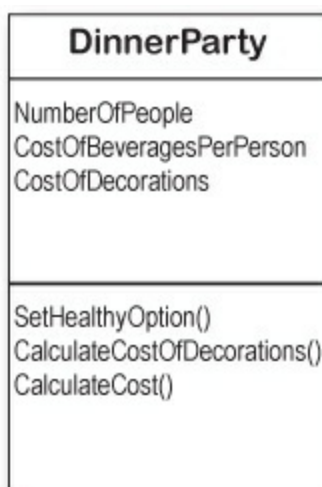 DinnerParty
NumberOfPeople
CostOfBeveragesPerPerson
CostOfDecorations
SetHealthyOption()
CalculateCostOfDecorations()
CalculateCost()